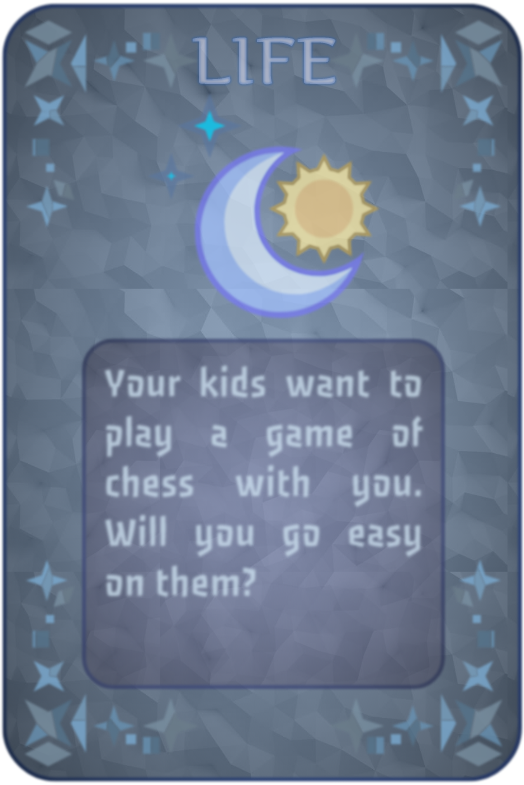 LIFE
Your kids want to
play a game of
chess with you.
Will you go easy
on them?